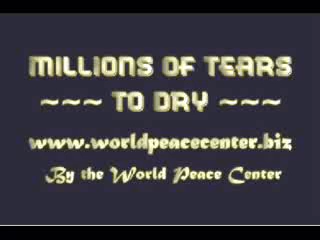 MILLIONS OF TEARS
~~~ TO DRY ~~~
www.worldpeacecenter.biz
By the World Peace Center